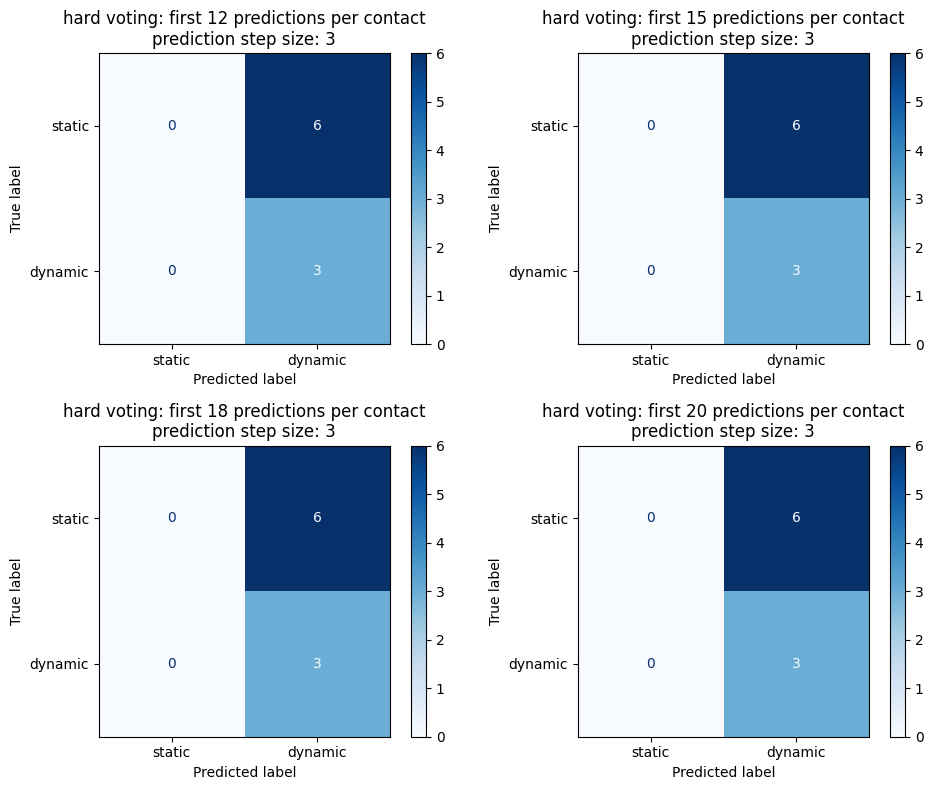 hard voting: first 12 predictions per contact
prediction step size: 3
6
5
4
3
2
1
0
static
dynamic
True label
0
6
0
3
static
dynamic
Predicted label
hard voting: first 15 predictions per contact
prediction step size: 3
6
5
4
3
2
1
0
static
dynamic
True label
0
6
0
3
static
dynamic
Predicted label
hard voting: first 18 predictions per contact
prediction step size: 3
6
5
4
3
2
1
0
static
dynamic
True label
0
6
0
3
static
dynamic
Predicted label
hard voting: first 20 predictions per contact
prediction step size: 3
6
5
4
3
2
1
0
static
dynamic
True label
0
6
0
3
static
dynamic
Predicted label